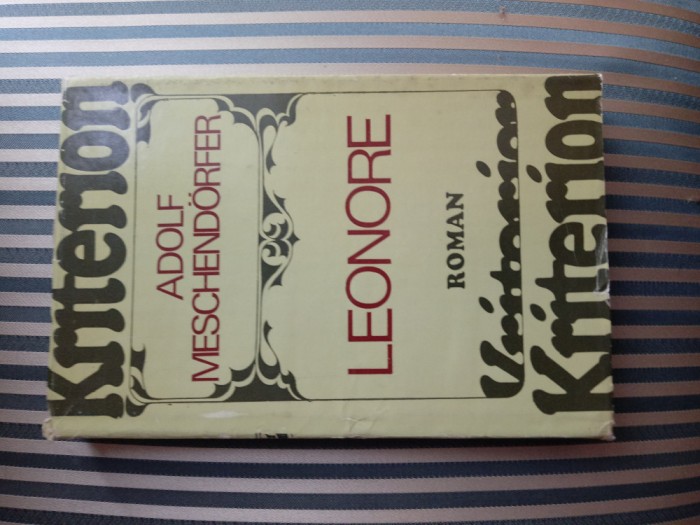 Kriterion
ADOLF
MESCHENDÖRFER
LEONORE
ROMAN
Kriterion
Kriterion